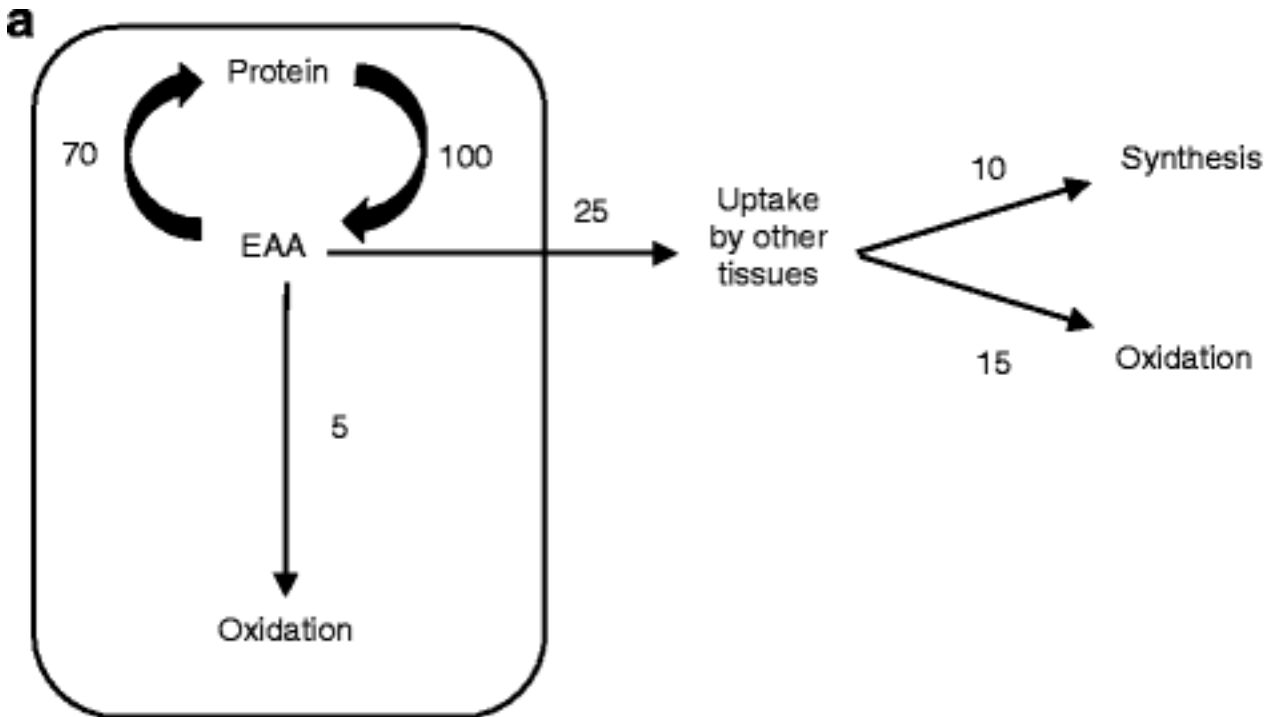 a
Protein
70
100
EAA
25
Uptake
by other
tissues
10
Synthesis
15
Oxidation
5
Oxidation